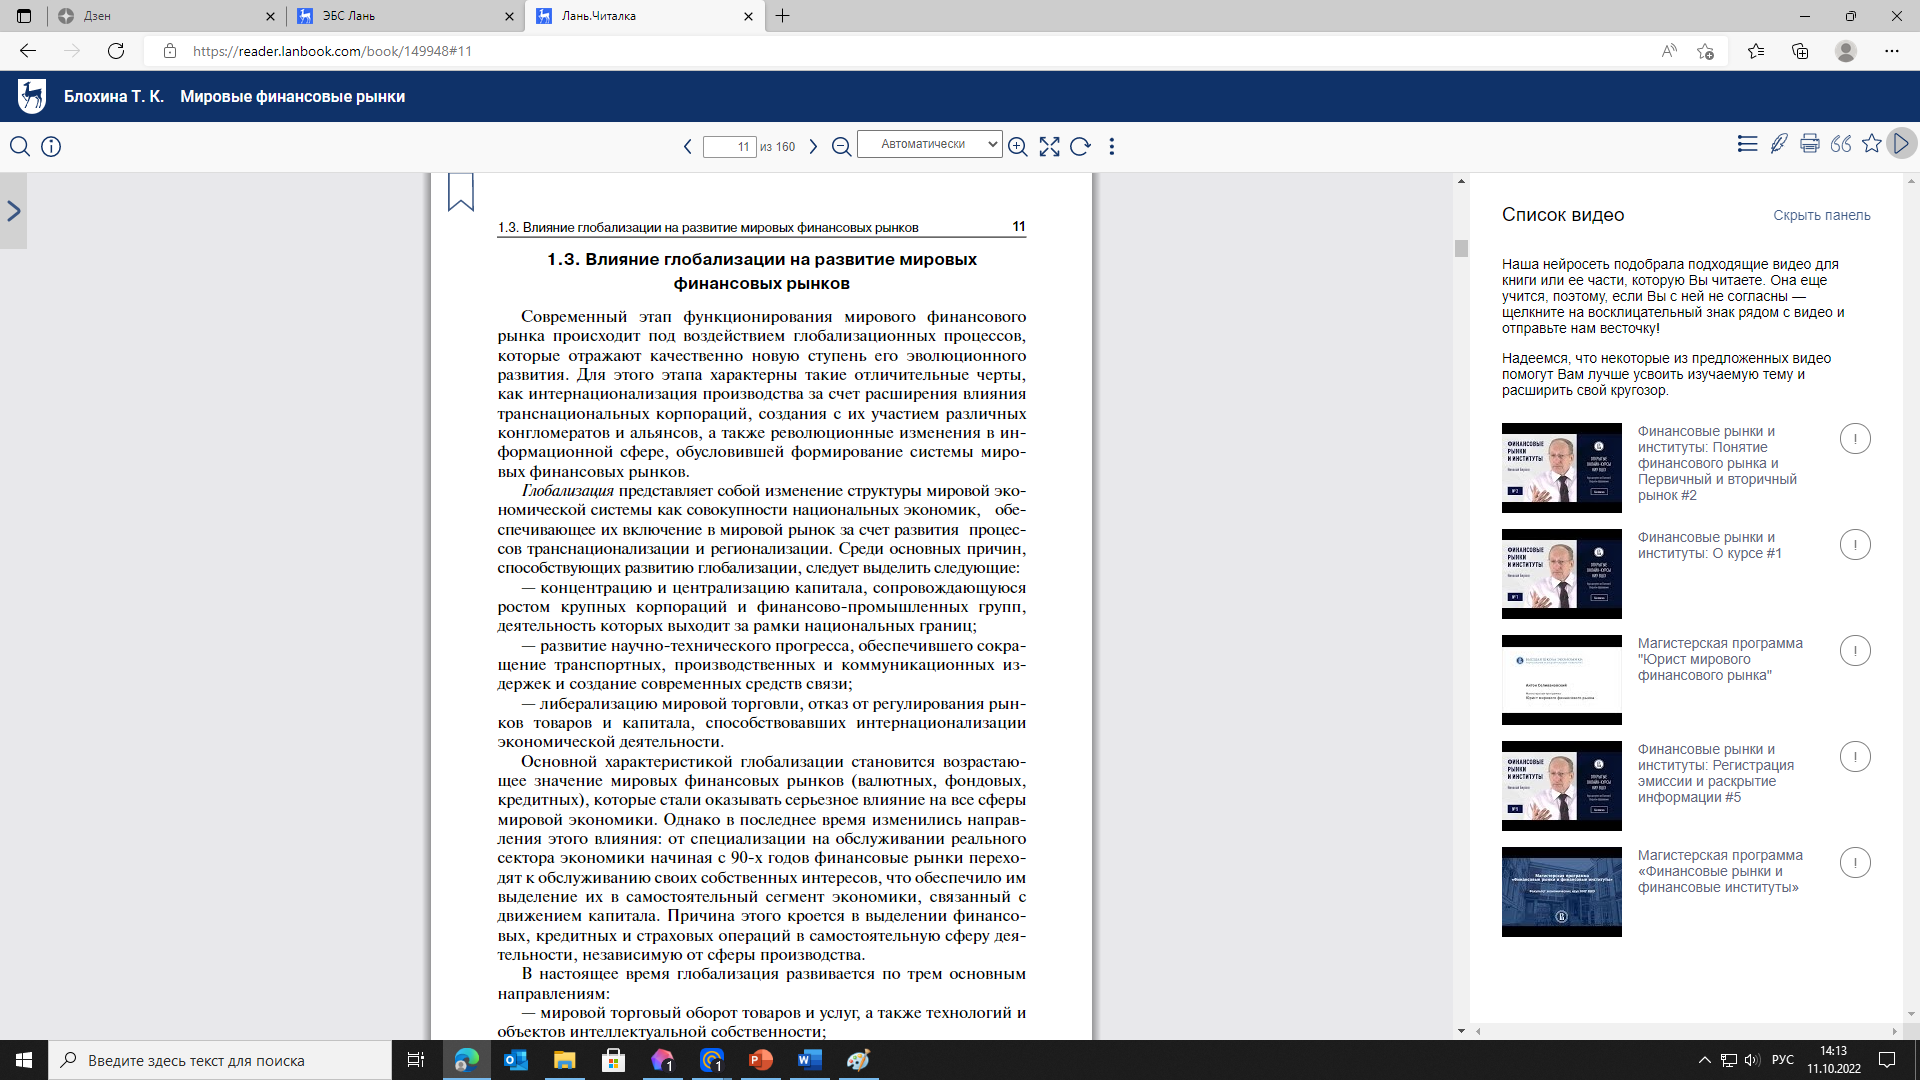 Дзен
ЭБС Лань
Лань.Читалка
https://reader.lanbook.com/book/149948#11
Блохина Т. К. Мировые финансовые рынки
11 из 160
Автоматически
1.3. Влияние глобализации на развитие мировых финансовых рынков 11
1.3. Влияние глобализации на развитие мировых
финансовых рынков
Современный этап функционирования мирового финансового
рынка происходит под воздействием глобализационных процессов,
которые отражают качественно новую ступень его эволюционного
развития. Для этого этапа характерны такие отличительные черты,
как интернационализация производства за счет расширения влияния
транснациональных корпораций, создания с их участием различных
конгломератов и альянсов, а также революционные изменения в ин-
формационной сфере, обусловившей формирование системы миро-
вых финансовых рынков.
Глобализация представляет собой изменение структуры мировой эко-
номической системы как совокупности национальных экономик, обе-
спечивающее их включение в мировой рынок за счет развития процес-
сов транснационализации и регионализации. Среди основных причин,
способствующих развитию глобализации, следует выделить следующие:
— концентрацию и централизацию капитала, сопровождающуюся
ростом крупных корпораций и финансово-промышленных групп,
деятельность которых выходит за рамки национальных границ;
— развитие научно-технического прогресса, обеспечившего сокра-
щение транспортных, производственных и коммуникационных из-
держек и создание современных средств связи;
— либерализацию мировой торговли, отказ от регулирования рын-
ков товаров и капитала, способствовавших интернационализации
экономической деятельности.
Основной характеристикой глобализации становится возрастаю-
щее значение мировых финансовых рынков (валютных, фондовых,
кредитных), которые стали оказывать серьезное влияние на все сферы
мировой экономики. Однако в последнее время изменились направ-
ления этого влияния: от специализации на обслуживании реального
сектора экономики начиная с 90-х годов финансовые рынки перехо-
дят к обслуживанию своих собственных интересов, что обеспечило им
выделение их в самостоятельный сегмент экономики, связанный с
движением капитала. Причина этого кроется в выделении финансо-
вых, кредитных и страховых операций в самостоятельную сферу дея-
тельности, независимую от сферы производства.
В настоящее время глобализация развивается по трем основным
направлениям:
— мировой торговый оборот товаров и услуг, а также технологий и
объектов интеллектуальной собственности;
Список видео Скрыть панель
Наша нейросеть подобрала подходящие видео для
книги или ее части, которую Вы читаете. Она еще
учится, поэтому, если Вы с ней не согласны —
щелкните на восклицательный знак рядом с видео и
отправьте нам весточку!
Надеемся, что некоторые из предложенных видео
помогут Вам лучше усвоить изучаемую тему и
расширить свой кругозор.
ФИНАНСОВЫЕ
РЫНКИ
И ИНСТИТУТЫ
№2
Финансовые рынки и
институты: Понятие
финансового рынка и
Первичный и вторичный
рынок #2
ФИНАНСОВЫЕ
РЫНКИ
И ИНСТИТУТЫ
№1
Финансовые рынки и
институты: О курсе #1
Магистерская программа
"Юрист мирового
финансового рынка"
ФИНАНСОВЫЕ
РЫНКИ
И ИНСТИТУТЫ
№5
Финансовые рынки и
институты: Регистрация
эмиссии и раскрытие
информации #5
Магистерская программа
«Финансовые рынки и финансовые институты»
Магистерская программа
«Финансовые рынки и
финансовые институты»
Введите здесь текст для поиска
РУС
14:13
11.10.2022